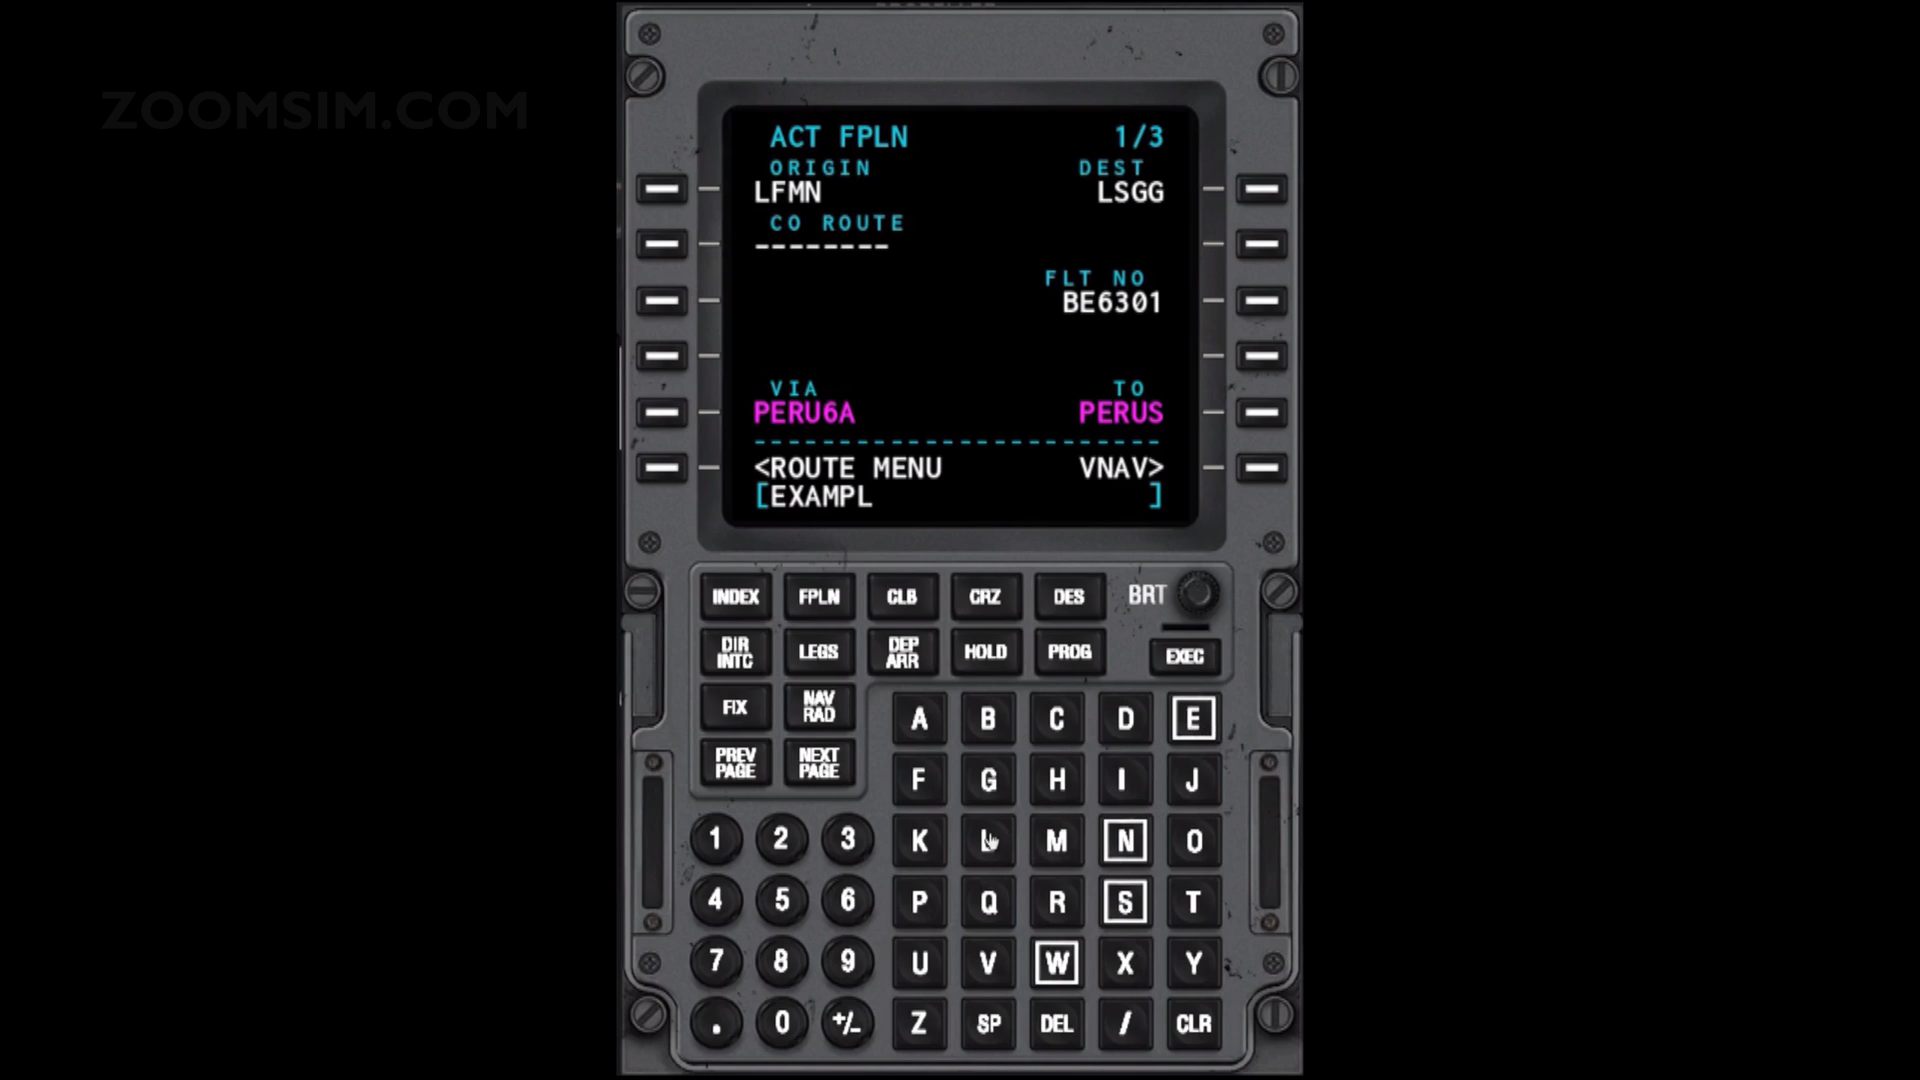 ZOOMSIM.COM
ACT FPLN 1/3
ORIGIN DEST
LFMN LSGG
CO ROUTE
--------
FLT NO
BE6301
VIA TO
PERU6A PERUS
------------------------
<ROUTE MENU VNAV>
[EXAMPL ]
INDEX FPLN CLB CRZ DES BRT
DIR INTC LEGS DEP ARR HOLD PROG EXEC
FIX NAV RAD
PREV PAGE NEXT PAGE
A B C D E
F G H I J
1 2 3 K L M N O
4 5 6 P Q R S T
7 8 9 U V W X Y
. 0 +/- Z SP DEL / CLR